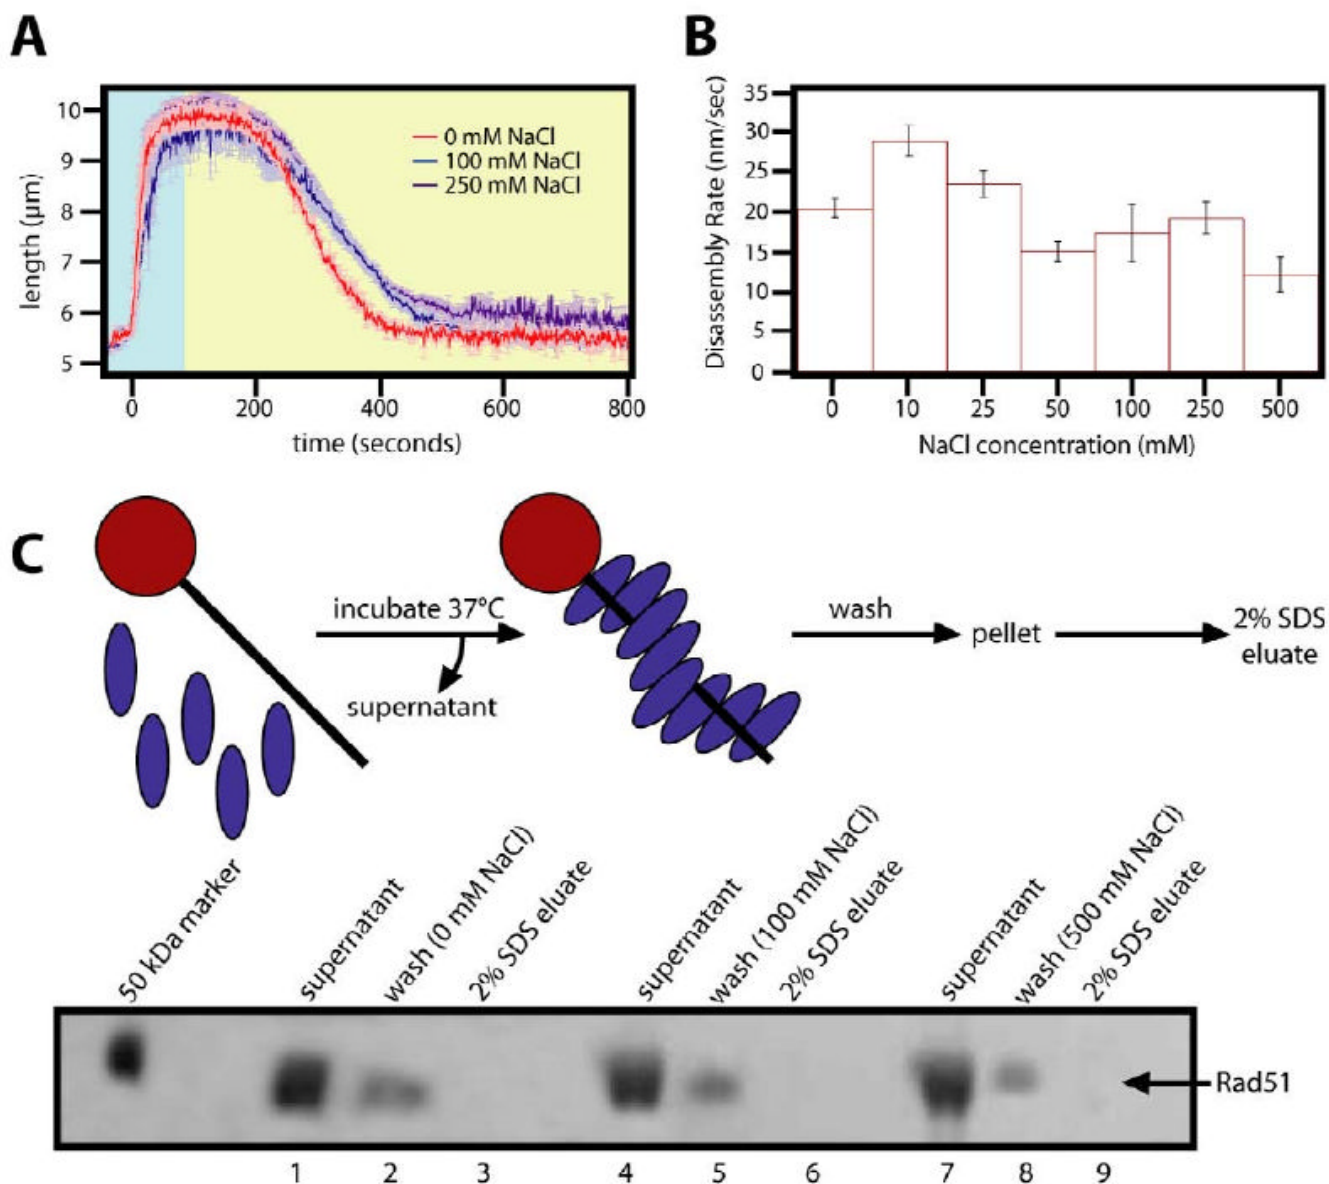 A
10
9
8
7
6
5
length (μm)
0 mM NaCl
100 mM NaCl
250 mM NaCl
0 200 400 600 800
time (seconds)
B
35
30
25
20
15
10
5
0
Disassembly Rate (nm/sec)
0 10 25 50 100 250 500
NaCl concentration (mM)
C
incubate 37°C
supernatant
wash
pellet
2% SDS
eluate
50 kDa marker
supernatant
wash (0 mM NaCl)
2% SDS eluate
supernatant
wash (100 mM NaCl)
2% SDS eluate
supernatant
wash (500 mM NaCl)
2% SDS eluate
Rad51
1 2 3 4 5 6 7 8 9